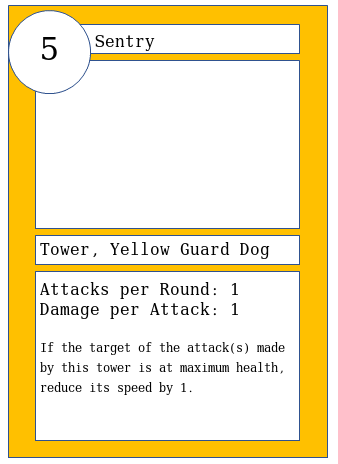 5
Sentry
Tower, Yellow Guard Dog
Attacks per Round: 1
Damage per Attack: 1
If the target of the attack(s) made
by this tower is at maximum health,
reduce its speed by 1.